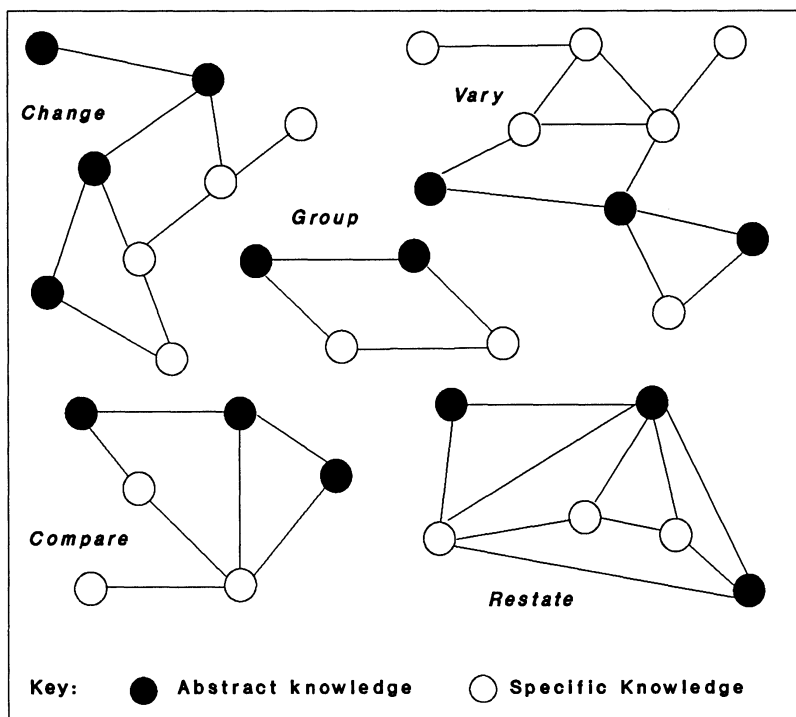 Change
Vary
Group
Compare
Restate
Key: Abstract knowledge Specific Knowledge